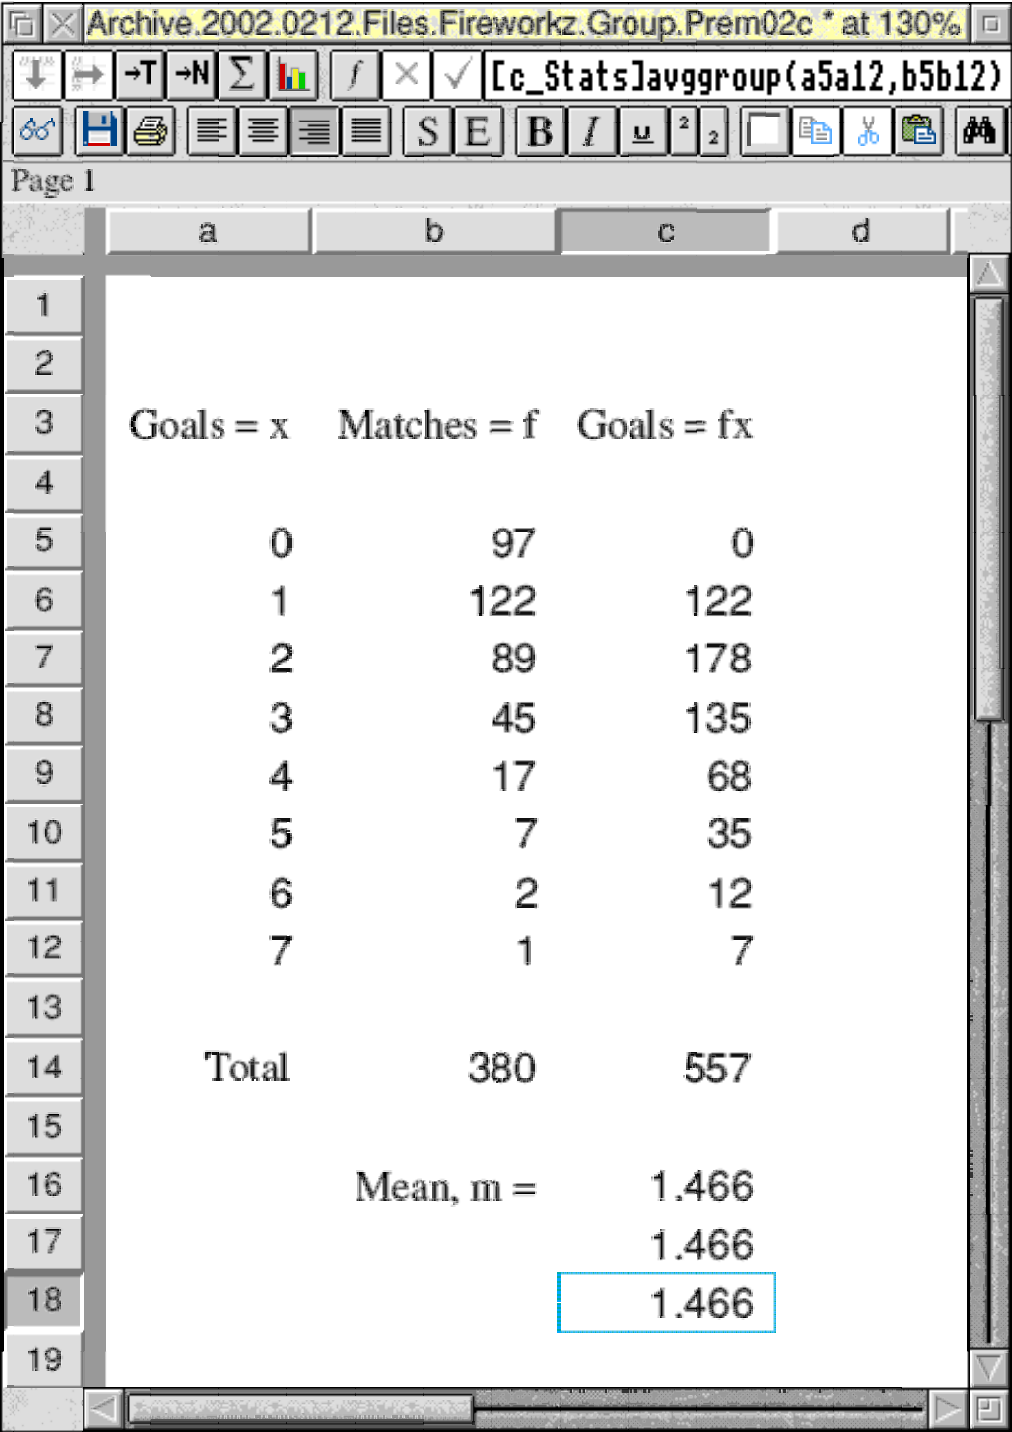 Archive.2002.0212.Files.Fireworkz.Group.Prem02c * at 130%
→T →N Σ f × ✓ [c_Stats]avggroup(a5a12,b5b12)
S E B I u 2 2
Page 1
a b c d
1
2
3 Goals = x Matches = f Goals = fx
4
5 0 97 0
6 1 122 122
7 2 89 178
8 3 45 135
9 4 17 68
10 5 7 35
11 6 2 12
12 7 1 7
13
14 Total 380 557
15
16 Mean, m = 1.466
17 1.466
18 1.466
19